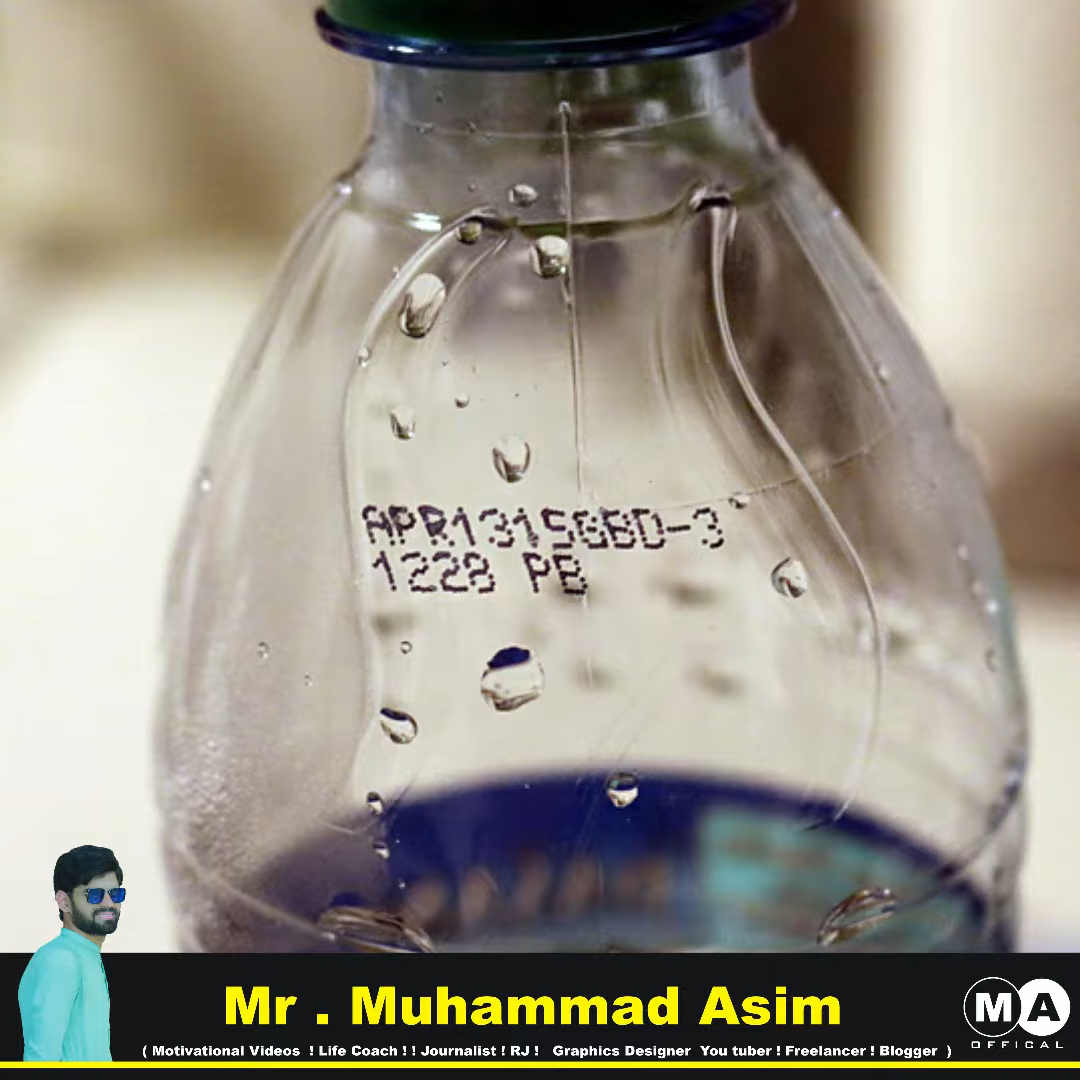 APR1315GBD-3
1228 PB
Mr . Muhammad Asim
( Motivational Videos ! Life Coach ! ! Journalist ! RJ ! Graphics Designer You tuber ! Freelancer ! Blogger )
MA
OFFICAL